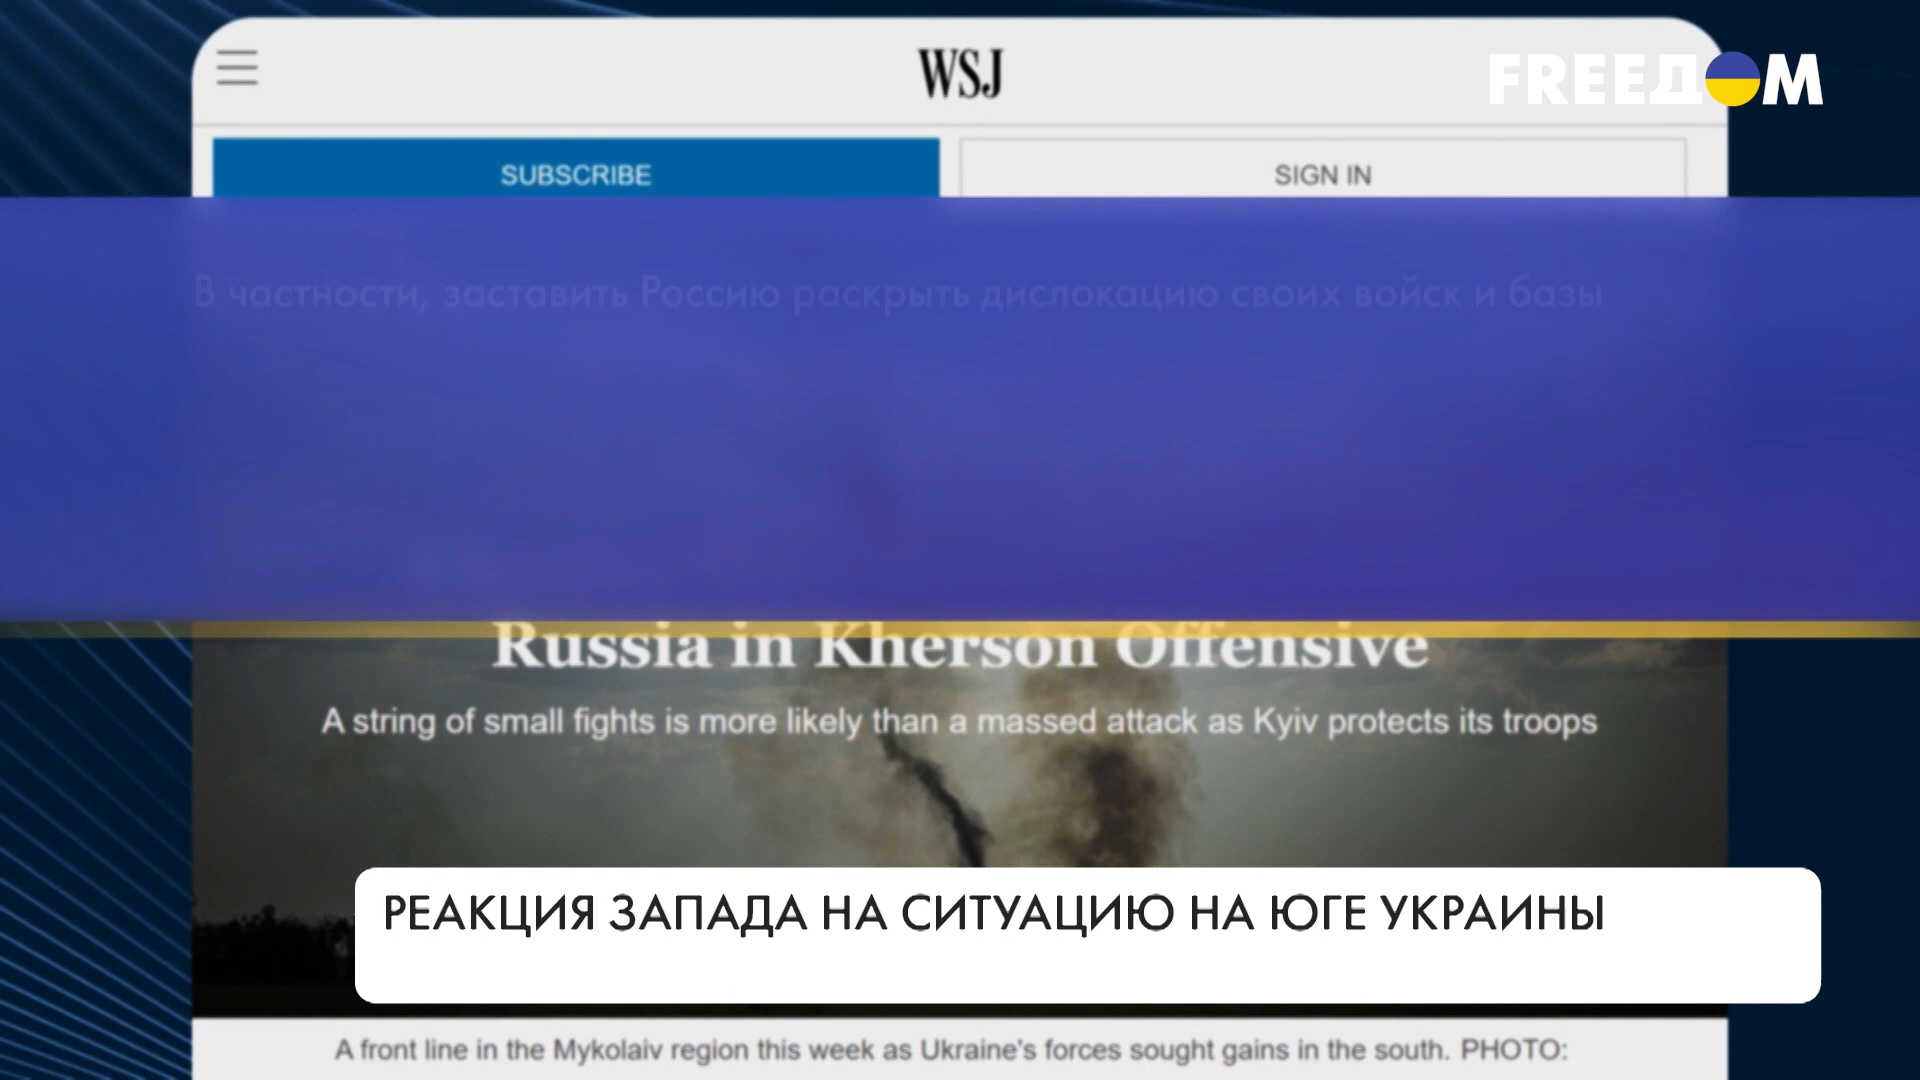 WSJ
FREEДОМ
SUBSCRIBE
SIGN IN
В частности, заставить Россию раскрыть дислокацию своих войск и базы
Russia in Kherson Offensive
A string of small fights is more likely than a massed attack as Kyiv protects its troops
РЕАКЦИЯ ЗАПАДА НА СИТУАЦИЮ НА ЮГЕ УКРАИНЫ
A front line in the Mykolaiv region this week as Ukraine's forces sought gains in the south. PHOTO: